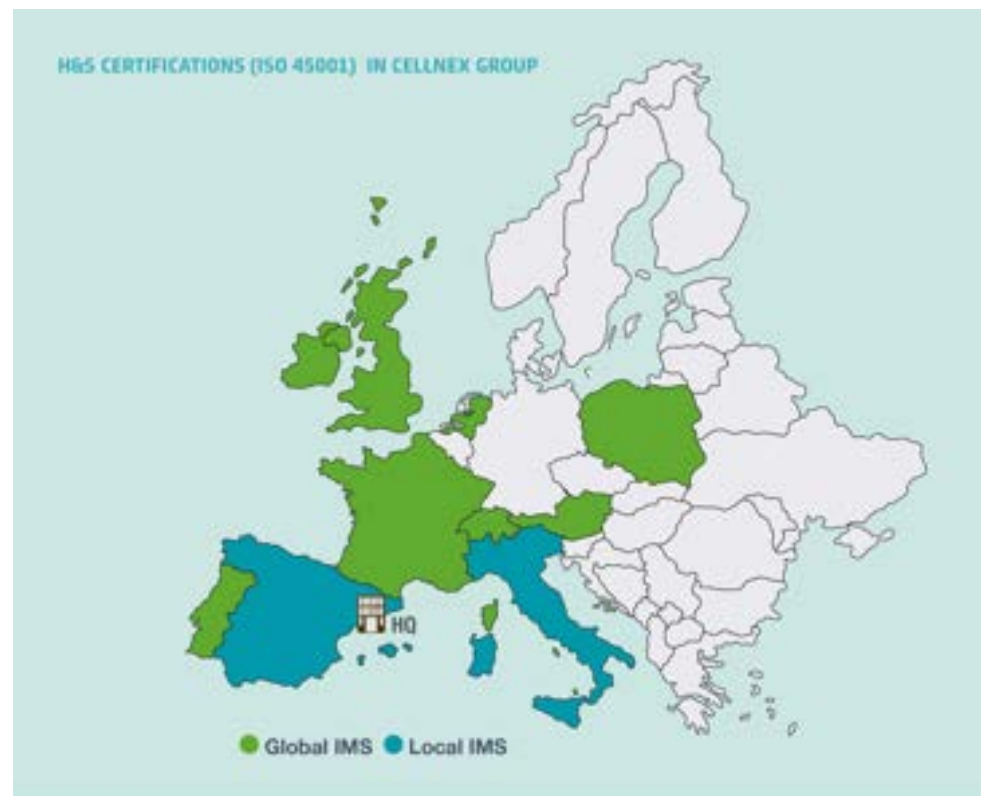 H&S CERTIFICATIONS (ISO 45001) IN CELLNEX GROUP
HQ
Global IMS Local IMS